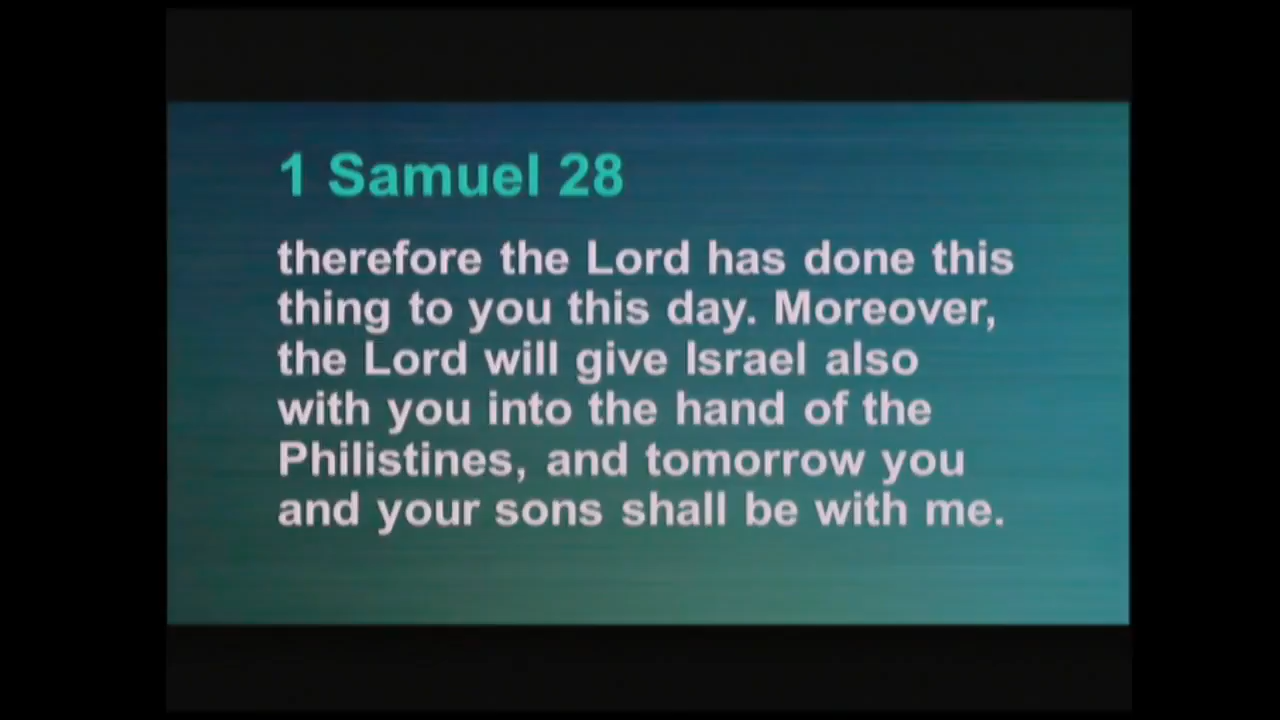 1 Samuel 28
therefore the Lord has done this
thing to you this day. Moreover,
the Lord will give Israel also
with you into the hand of the
Philistines, and tomorrow you
and your sons shall be with me.